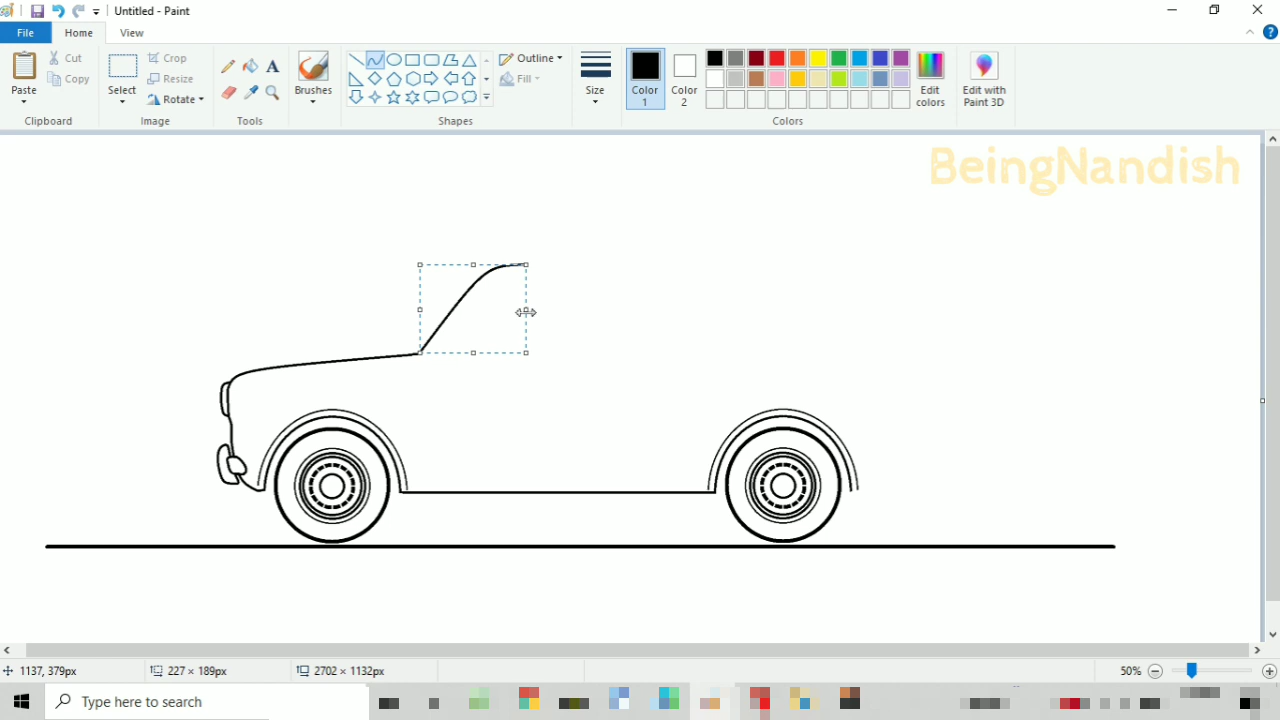 Untitled - Paint
File Home View
Paste
Cut
Copy
Clipboard
Select
Crop
Resize
Rotate
Image
Tools
Brushes
Shapes
Outline
Fill
Size
Color 1
Color 2
Colors
Edit colors
Edit with Paint 3D
BeingNandish
1137, 379px
227 × 189px
2702 × 1132px
50%
Type here to search